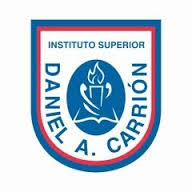 INSTITUTO SUPERIOR
DANIEL A. CARRIÓN